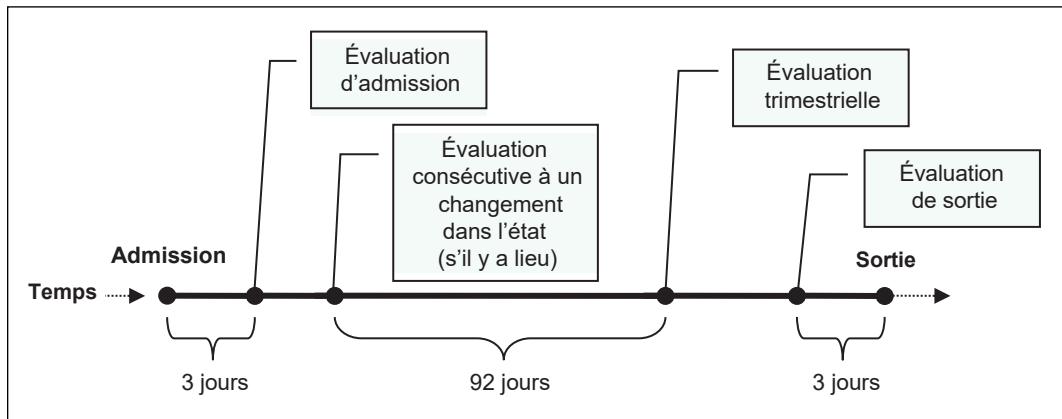 Évaluation
d’admission
Évaluation
trimestrielle
Évaluation
consécutive à un
changement
dans l’état
(s’il y a lieu)
Évaluation
de sortie
Admission
Sortie
Temps
3 jours
92 jours
3 jours